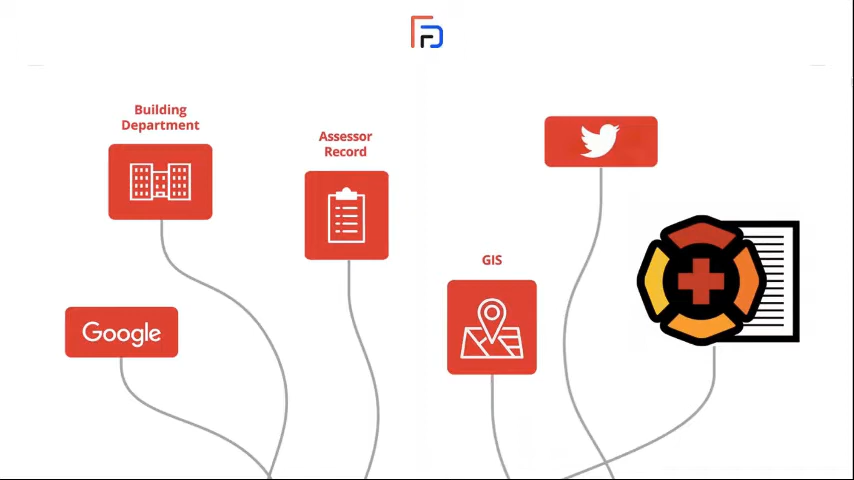 Building
Department
Assessor
Record
GIS
Google